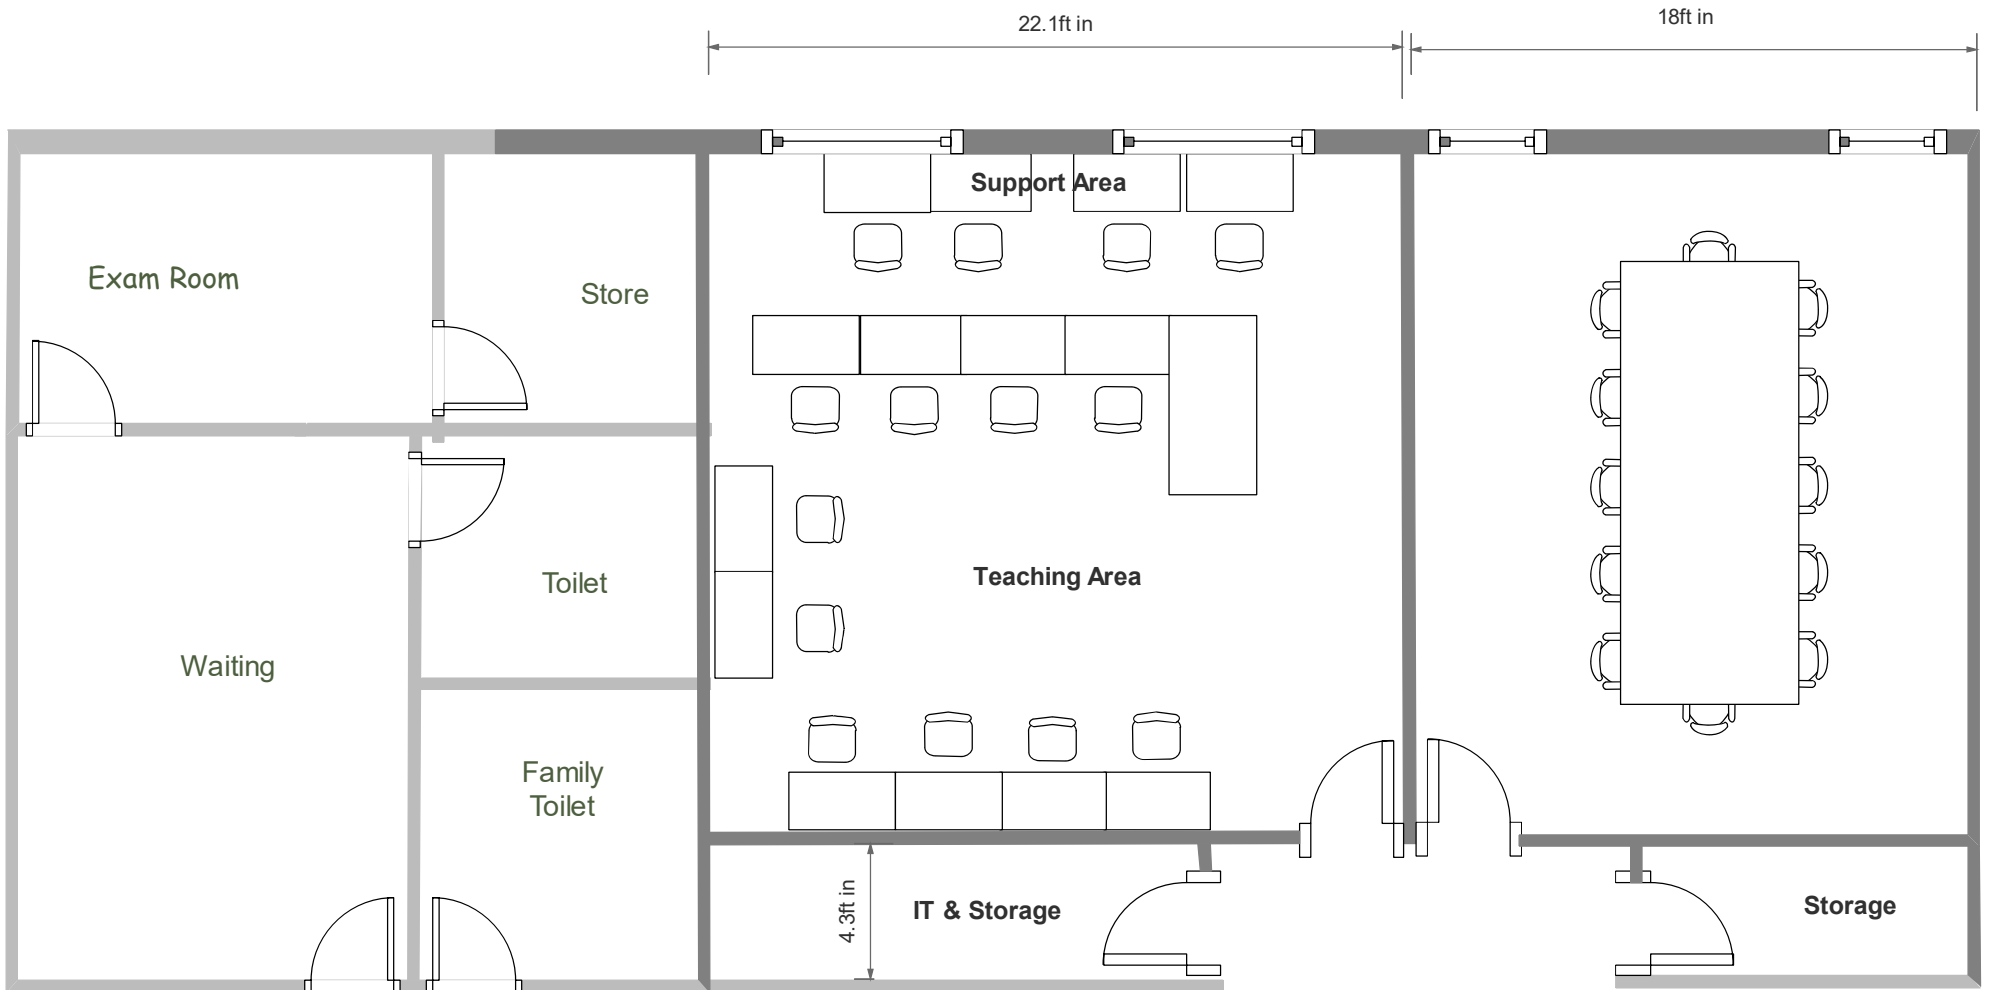 22.1ft in
18ft in
Support Area
Exam Room
Store
Teaching Area
Toilet
Waiting
Family
Toilet
4.3ft in
IT & Storage
Storage